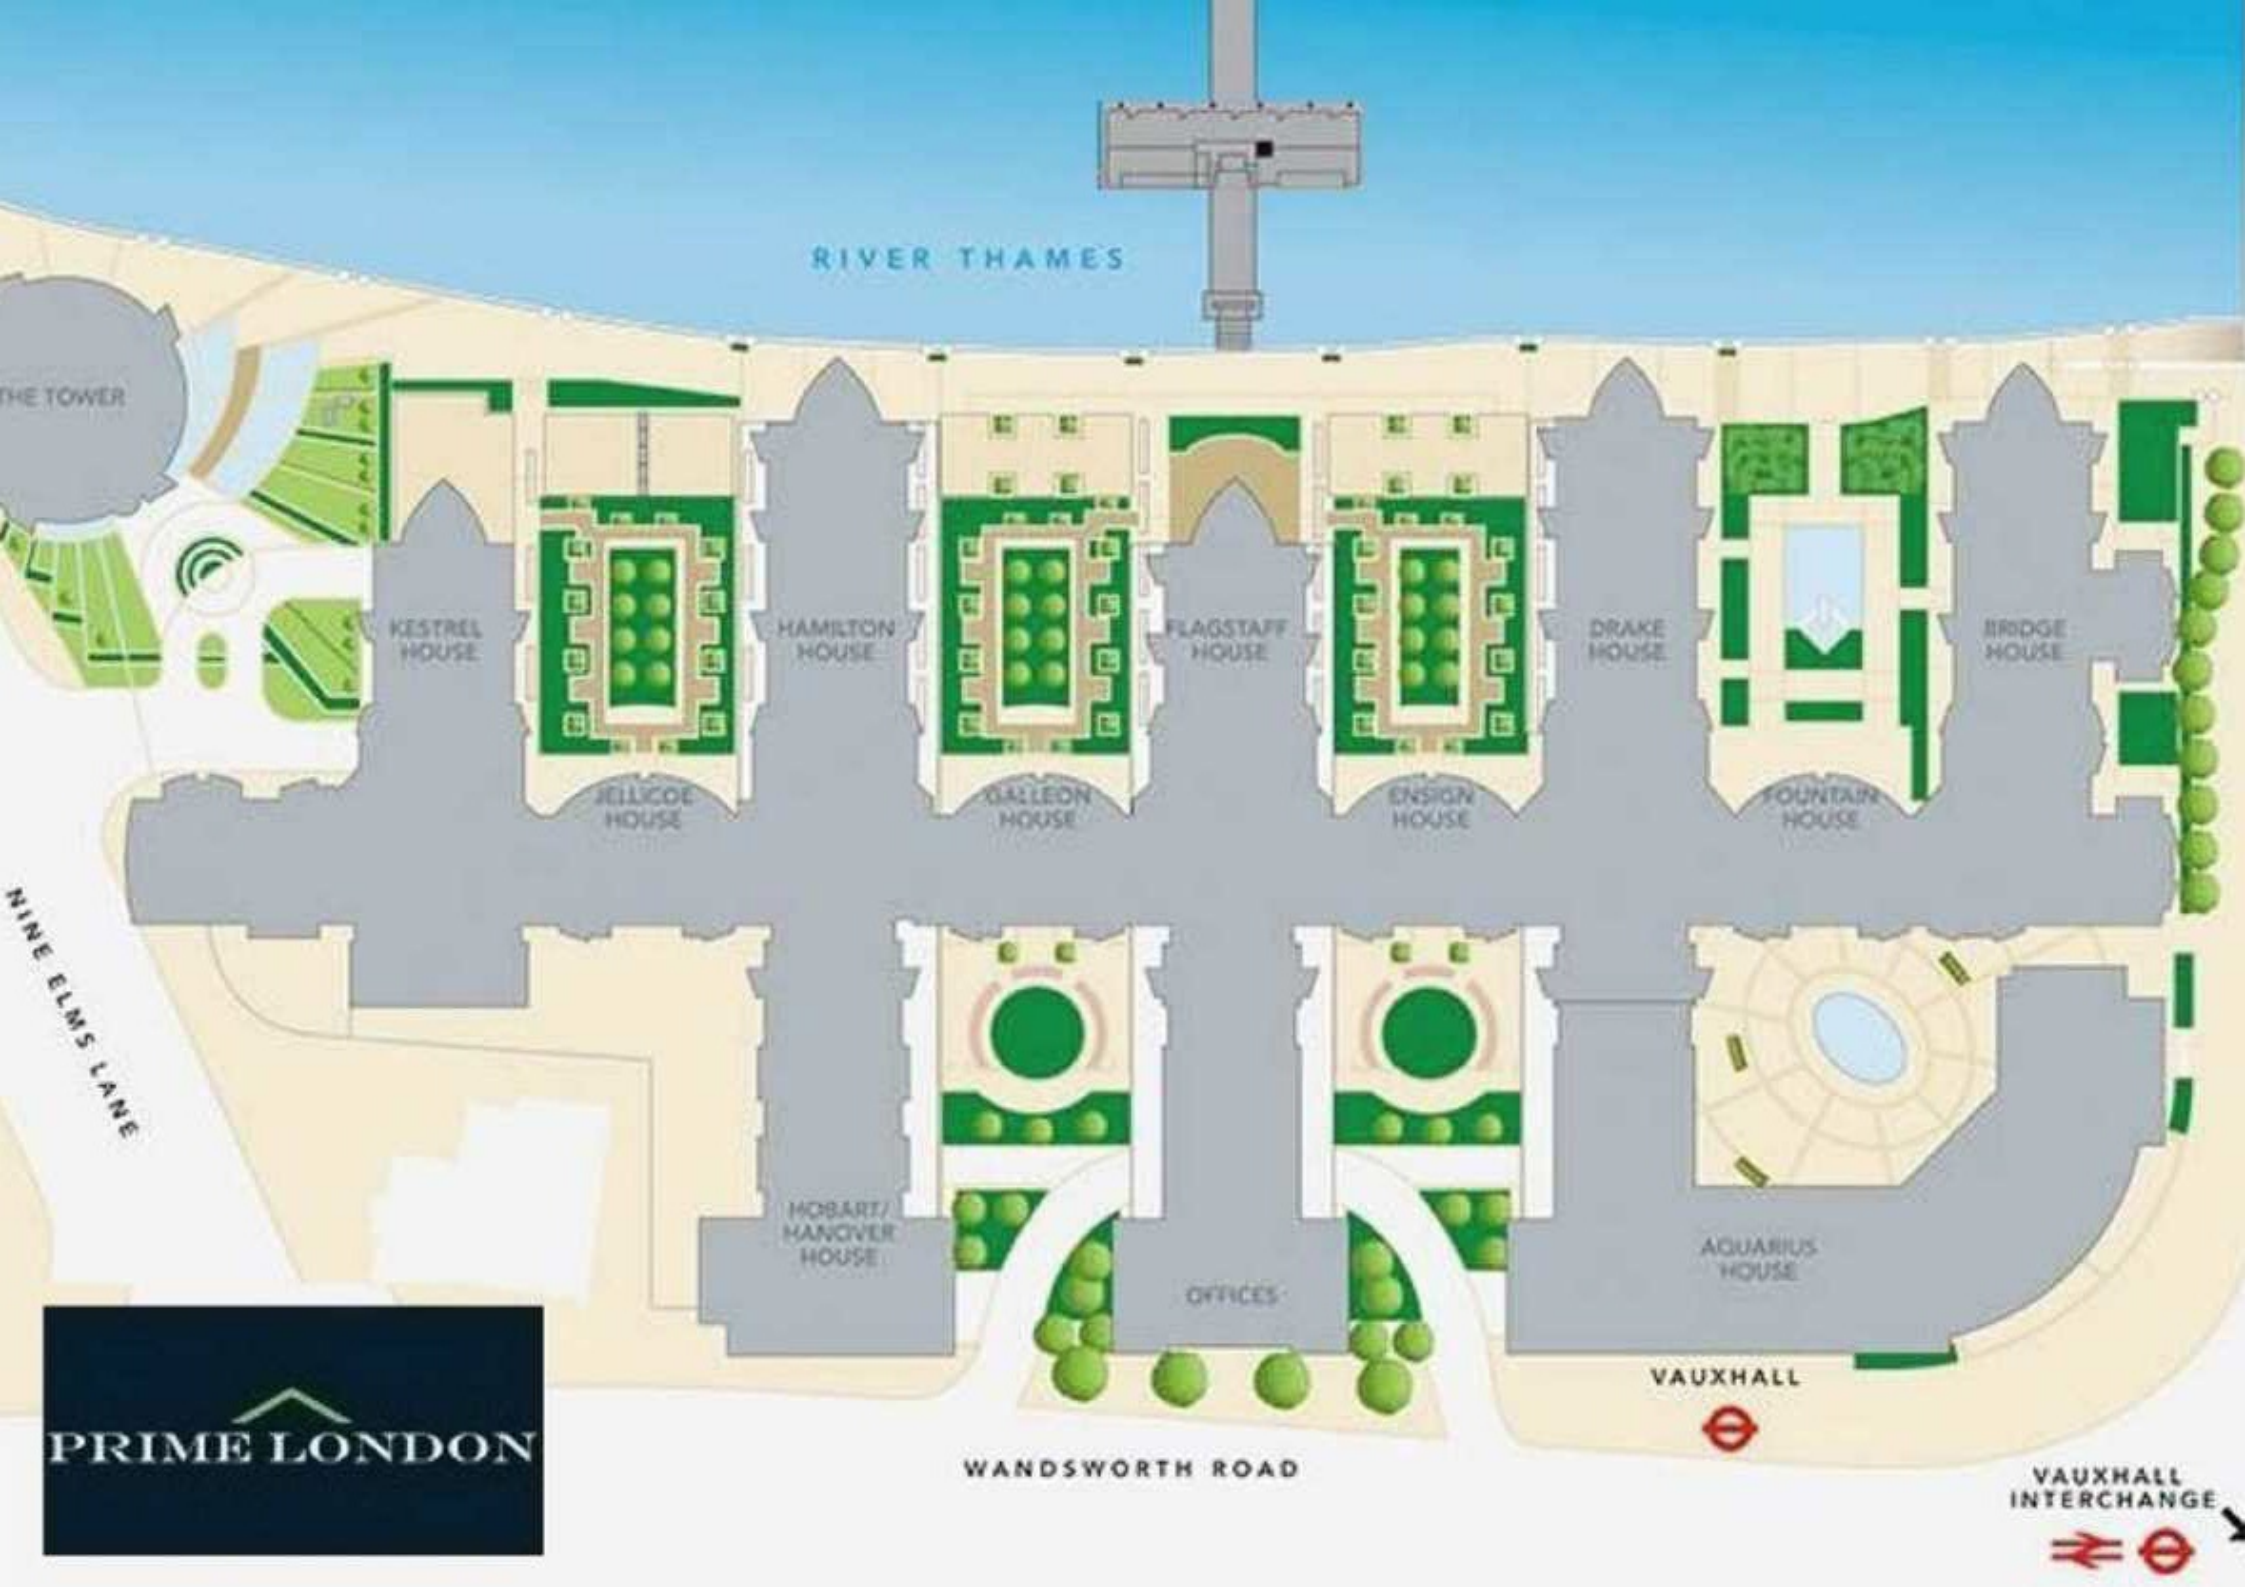 RIVER THAMES
THE TOWER
KESTREL
HOUSE
HAMILTON
HOUSE
FLAGSTAFF
HOUSE
DRAKE
HOUSE
BRIDGE
HOUSE
JELLICOE
HOUSE
GALLEON
HOUSE
ENSIGN
HOUSE
FOUNTAIN
HOUSE
NINE ELMS LANE
HOBART/
HANOVER
HOUSE
OFFICES
AQUARIUS
HOUSE
VAUXHALL
PRIME LONDON
WANDSWORTH ROAD
VAUXHALL
INTERCHANGE